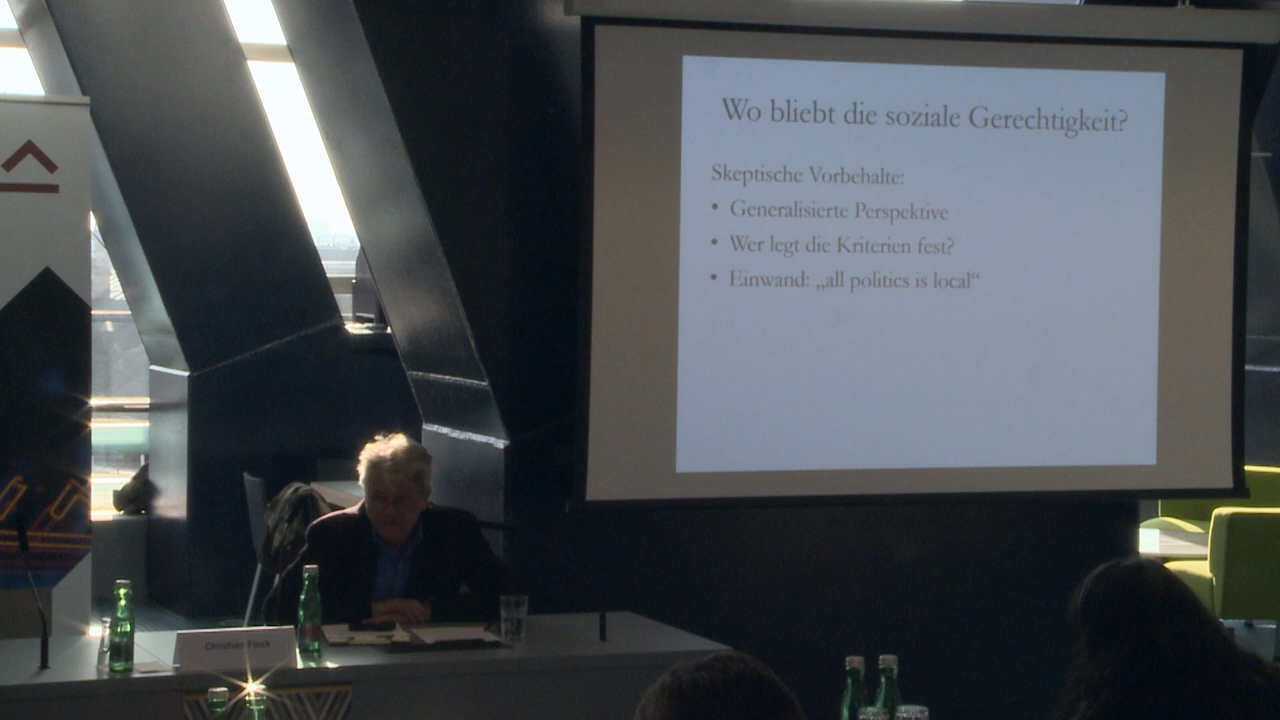 Wo bliebt die soziale Gerechtigkeit?
Skeptische Vorbehalte:
• Generalisierte Perspektive
• Wer legt die Kriterien fest?
• Einwand: „all politics is local“
Christian Fleck